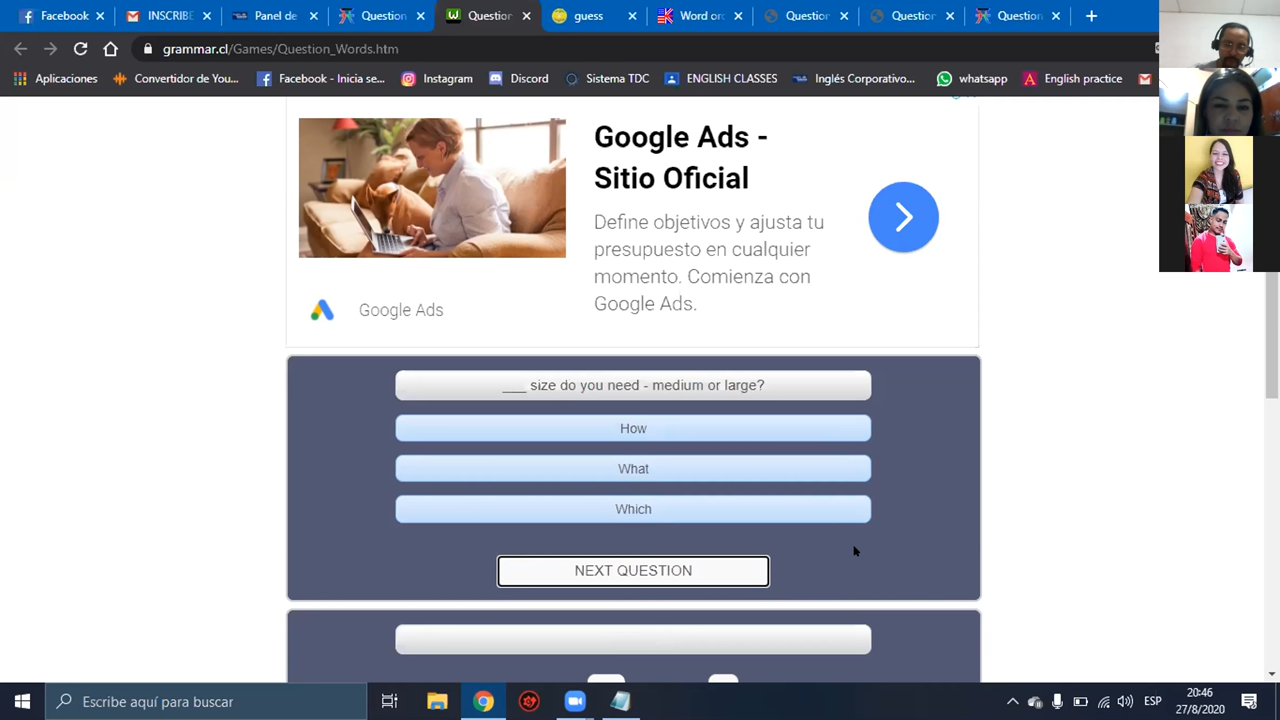 Facebook
INSCRIBE
Panel de
Question
Question
guess
Word ord
Question
Question
Question
grammar.cl/Games/Question_Words.htm
Aplicaciones
Convertidor de You...
Facebook - Inicia se...
Instagram
Discord
Sistema TDC
ENGLISH CLASSES
Inglés Corporativo...
whatsapp
English practice
Google Ads -
Sitio Oficial
Define objetivos y ajusta tu
presupuesto en cualquier
momento. Comienza con
Google Ads.
Google Ads
___ size do you need - medium or large?
How
What
Which
NEXT QUESTION
Escribe aquí para buscar
ESP
20:46
27/8/2020